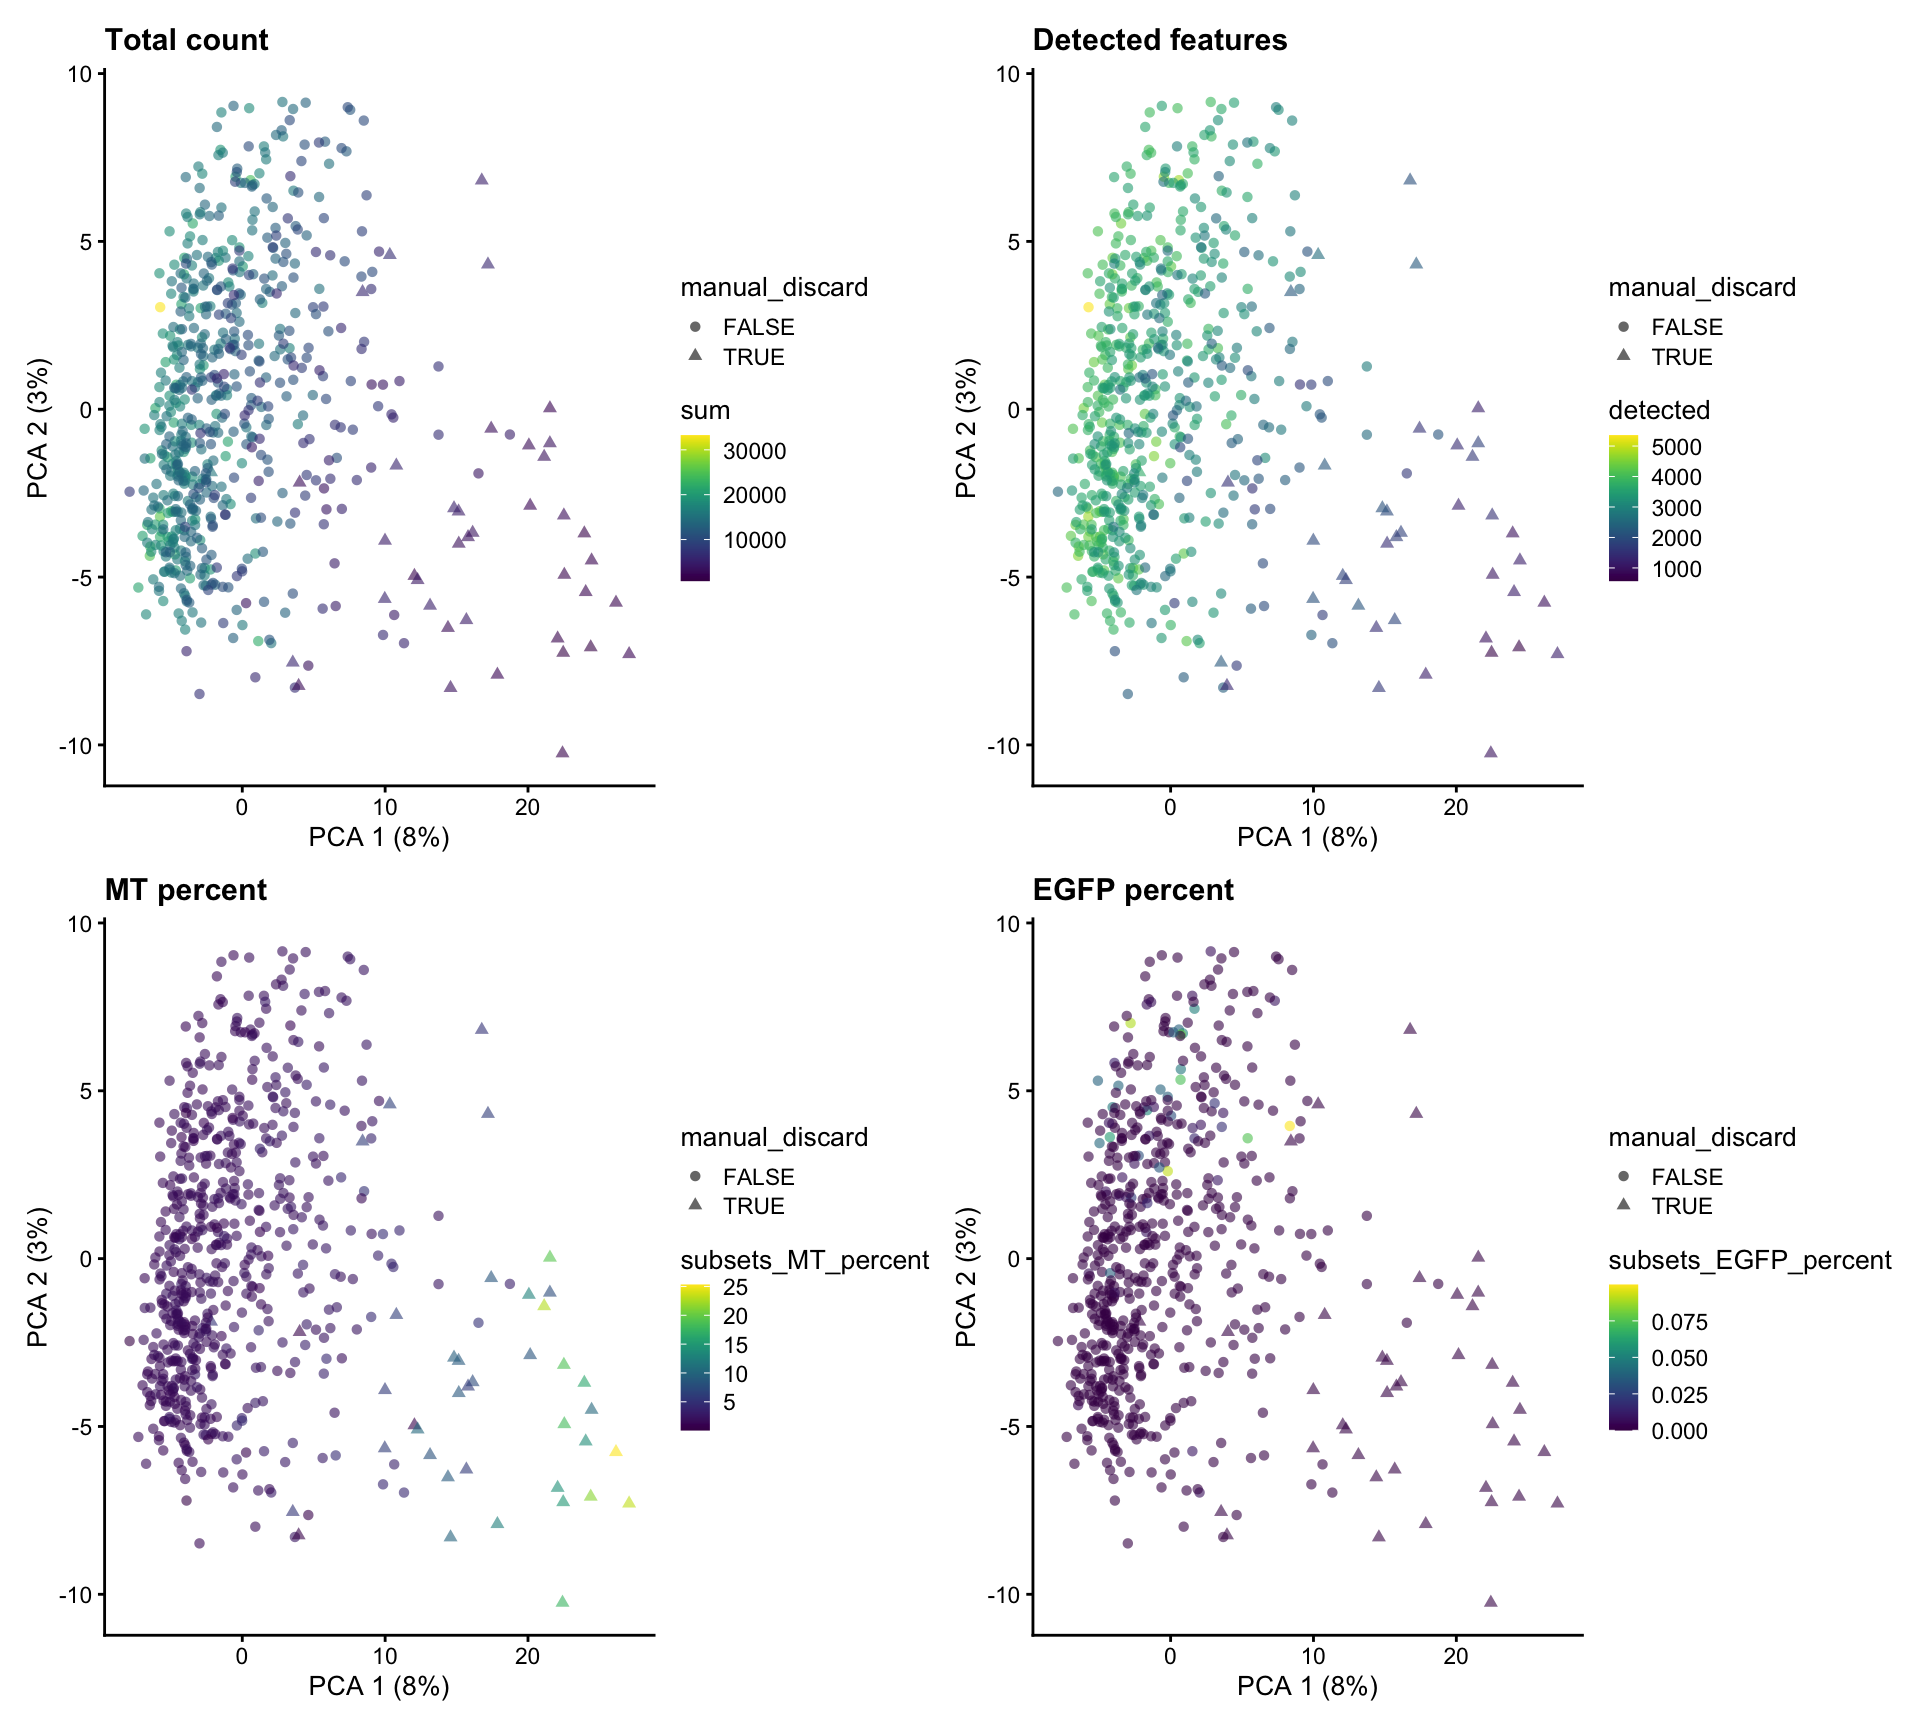 Total count
10
5
0
-5
-10
PCA 2 (3%)
0
10
20
PCA 1 (8%)
manual_discard
FALSE
TRUE
sum
30000
20000
10000
Detected features
10
5
0
-5
-10
PCA 2 (3%)
0
10
20
PCA 1 (8%)
manual_discard
FALSE
TRUE
detected
5000
4000
3000
2000
1000
MT percent
10
5
0
-5
-10
PCA 2 (3%)
0
10
20
PCA 1 (8%)
manual_discard
FALSE
TRUE
subsets_MT_percent
25
20
15
10
5
EGFP percent
10
5
0
-5
-10
PCA 2 (3%)
0
10
20
PCA 1 (8%)
manual_discard
FALSE
TRUE
subsets_EGFP_percent
0.075
0.050
0.025
0.000